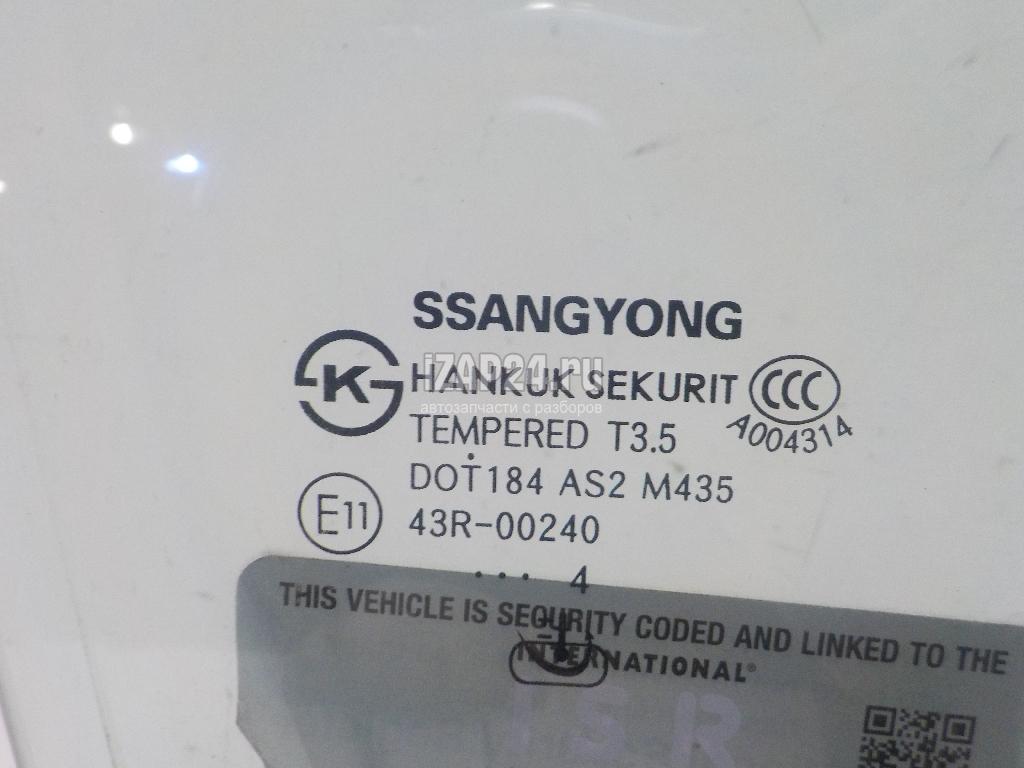 SSANGYONG
K HANKUK SEKURIT CCC
iZAP24.ru
автозапчасти с разборов
A004314
TEMPERED T3.5
DOT184 AS2 M435
E11 43R-00240
... 4
THIS VEHICLE IS SECURITY CODED AND LINKED TO THE
INTERNATIONAL®
ISR